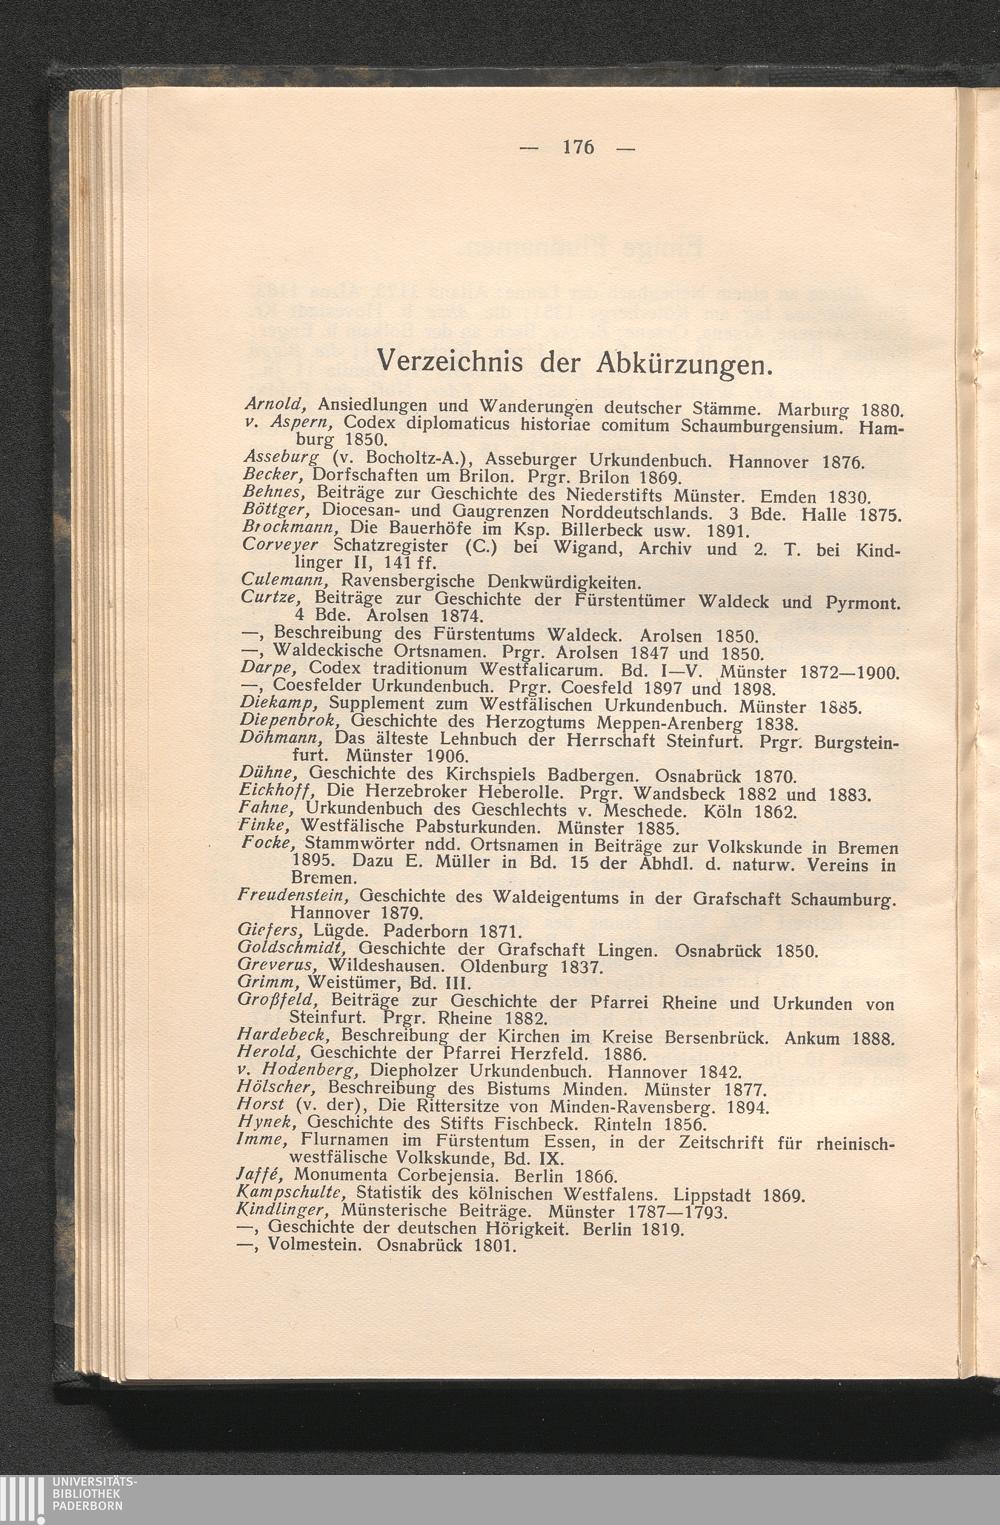 — 176 —
Verzeichnis der Abkürzungen.
Arnold, Ansiedlungen und Wanderungen deutscher Stämme. Marburg 1880.
v. Aspern, Codex diplomaticus historiae comitum Schaumburgensium. Ham-
burg 1850.
Asseburg (v. Bocholtz-A.), Asseburger Urkundenbuch. Hannover 1876.
Becker, Dorfschaften um Brilon. Prgr. Brilon 1869.
Behnes, Beiträge zur Geschichte des Niederstifts Münster. Emden 1830.
Böttger, Diocesan- und Gaugrenzen Norddeutschlands. 3 Bde. Halle 1875.
Brockmann, Die Bauerhöfe im Ksp. Billerbeck usw. 1891.
Corveyer Schatzregister (C.) bei Wigand, Archiv und 2. T. bei Kind-
linger II, 141 ff.
Culemann, Ravensbergische Denkwürdigkeiten.
Curtze, Beiträge zur Geschichte der Fürstentümer Waldeck und Pyrmont.
4 Bde. Arolsen 1874.
—, Beschreibung des Fürstentums Waldeck. Arolsen 1850.
—, Waldeckische Ortsnamen. Prgr. Arolsen 1847 und 1850.
Darpe, Codex traditionum Westfalicarum. Bd. I—V. Münster 1872—1900.
—, Coesfelder Urkundenbuch. Prgr. Coesfeld 1897 und 1898.
Diekamp, Supplement zum Westfälischen Urkundenbuch. Münster 1885.
Diepenbrok, Geschichte des Herzogtums Meppen-Arenberg 1838.
Döhmann, Das älteste Lehnbuch der Herrschaft Steinfurt. Prgr. Burgstein-
furt. Münster 1906.
Dühne, Geschichte des Kirchspiels Badbergen. Osnabrück 1870.
Eickhoff, Die Herzebroker Heberolle. Prgr. Wandsbeck 1882 und 1883.
Fahne, Urkundenbuch des Geschlechts v. Meschede. Köln 1862.
Finke, Westfälische Pabsturkunden. Münster 1885.
Focke, Stammwörter ndd. Ortsnamen in Beiträge zur Volkskunde in Bremen
1895. Dazu E. Müller in Bd. 15 der Abhdl. d. naturw. Vereins in
Bremen.
Freudenstein, Geschichte des Waldeigentums in der Grafschaft Schaumburg.
Hannover 1879.
Giefers, Lügde. Paderborn 1871.
Goldschmidt, Geschichte der Grafschaft Lingen. Osnabrück 1850.
Greverus, Wildeshausen. Oldenburg 1837.
Grimm, Weistümer, Bd. III.
Großfeld, Beiträge zur Geschichte der Pfarrei Rheine und Urkunden von
Steinfurt. Prgr. Rheine 1882.
Hardebeck, Beschreibung der Kirchen im Kreise Bersenbrück. Ankum 1888.
Herold, Geschichte der Pfarrei Herzfeld. 1886.
v. Hodenberg, Diepholzer Urkundenbuch. Hannover 1842.
Hölscher, Beschreibung des Bistums Minden. Münster 1877.
Horst (v. der), Die Rittersitze von Minden-Ravensberg. 1894.
Hynek, Geschichte des Stifts Fischbeck. Rinteln 1856.
Imme, Flurnamen im Fürstentum Essen, in der Zeitschrift für rheinisch-
westfälische Volkskunde, Bd. IX.
Jaffé, Monumenta Corbejensia. Berlin 1866.
Kampschulte, Statistik des kölnischen Westfalens. Lippstadt 1869.
Kindlinger, Münsterische Beiträge. Münster 1787—1793.
—, Geschichte der deutschen Hörigkeit. Berlin 1819.
—, Volmestein. Osnabrück 1801.
UNIVERSITÄTS-
BIBLIOTHEK
PADERBORN